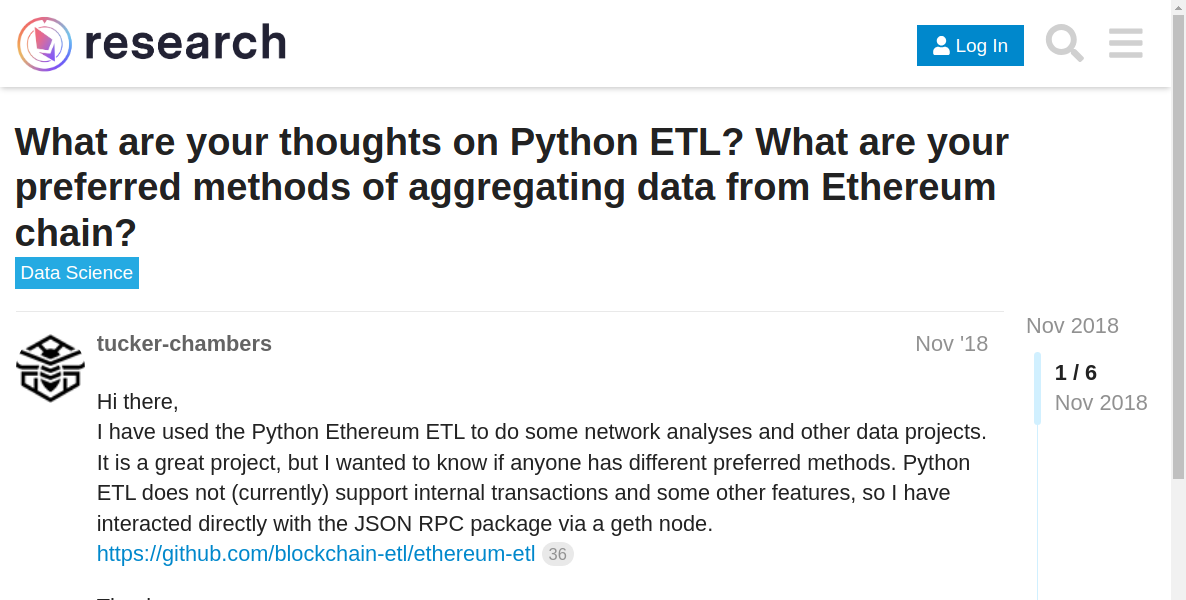 research
Log In
What are your thoughts on Python ETL? What are your
preferred methods of aggregating data from Ethereum
chain?
Data Science
tucker-chambers
Nov '18
Nov 2018
1 / 6
Nov 2018
Hi there,
I have used the Python Ethereum ETL to do some network analyses and other data projects.
It is a great project, but I wanted to know if anyone has different preferred methods. Python
ETL does not (currently) support internal transactions and some other features, so I have
interacted directly with the JSON RPC package via a geth node.
https://github.com/blockchain-etl/ethereum-etl 36